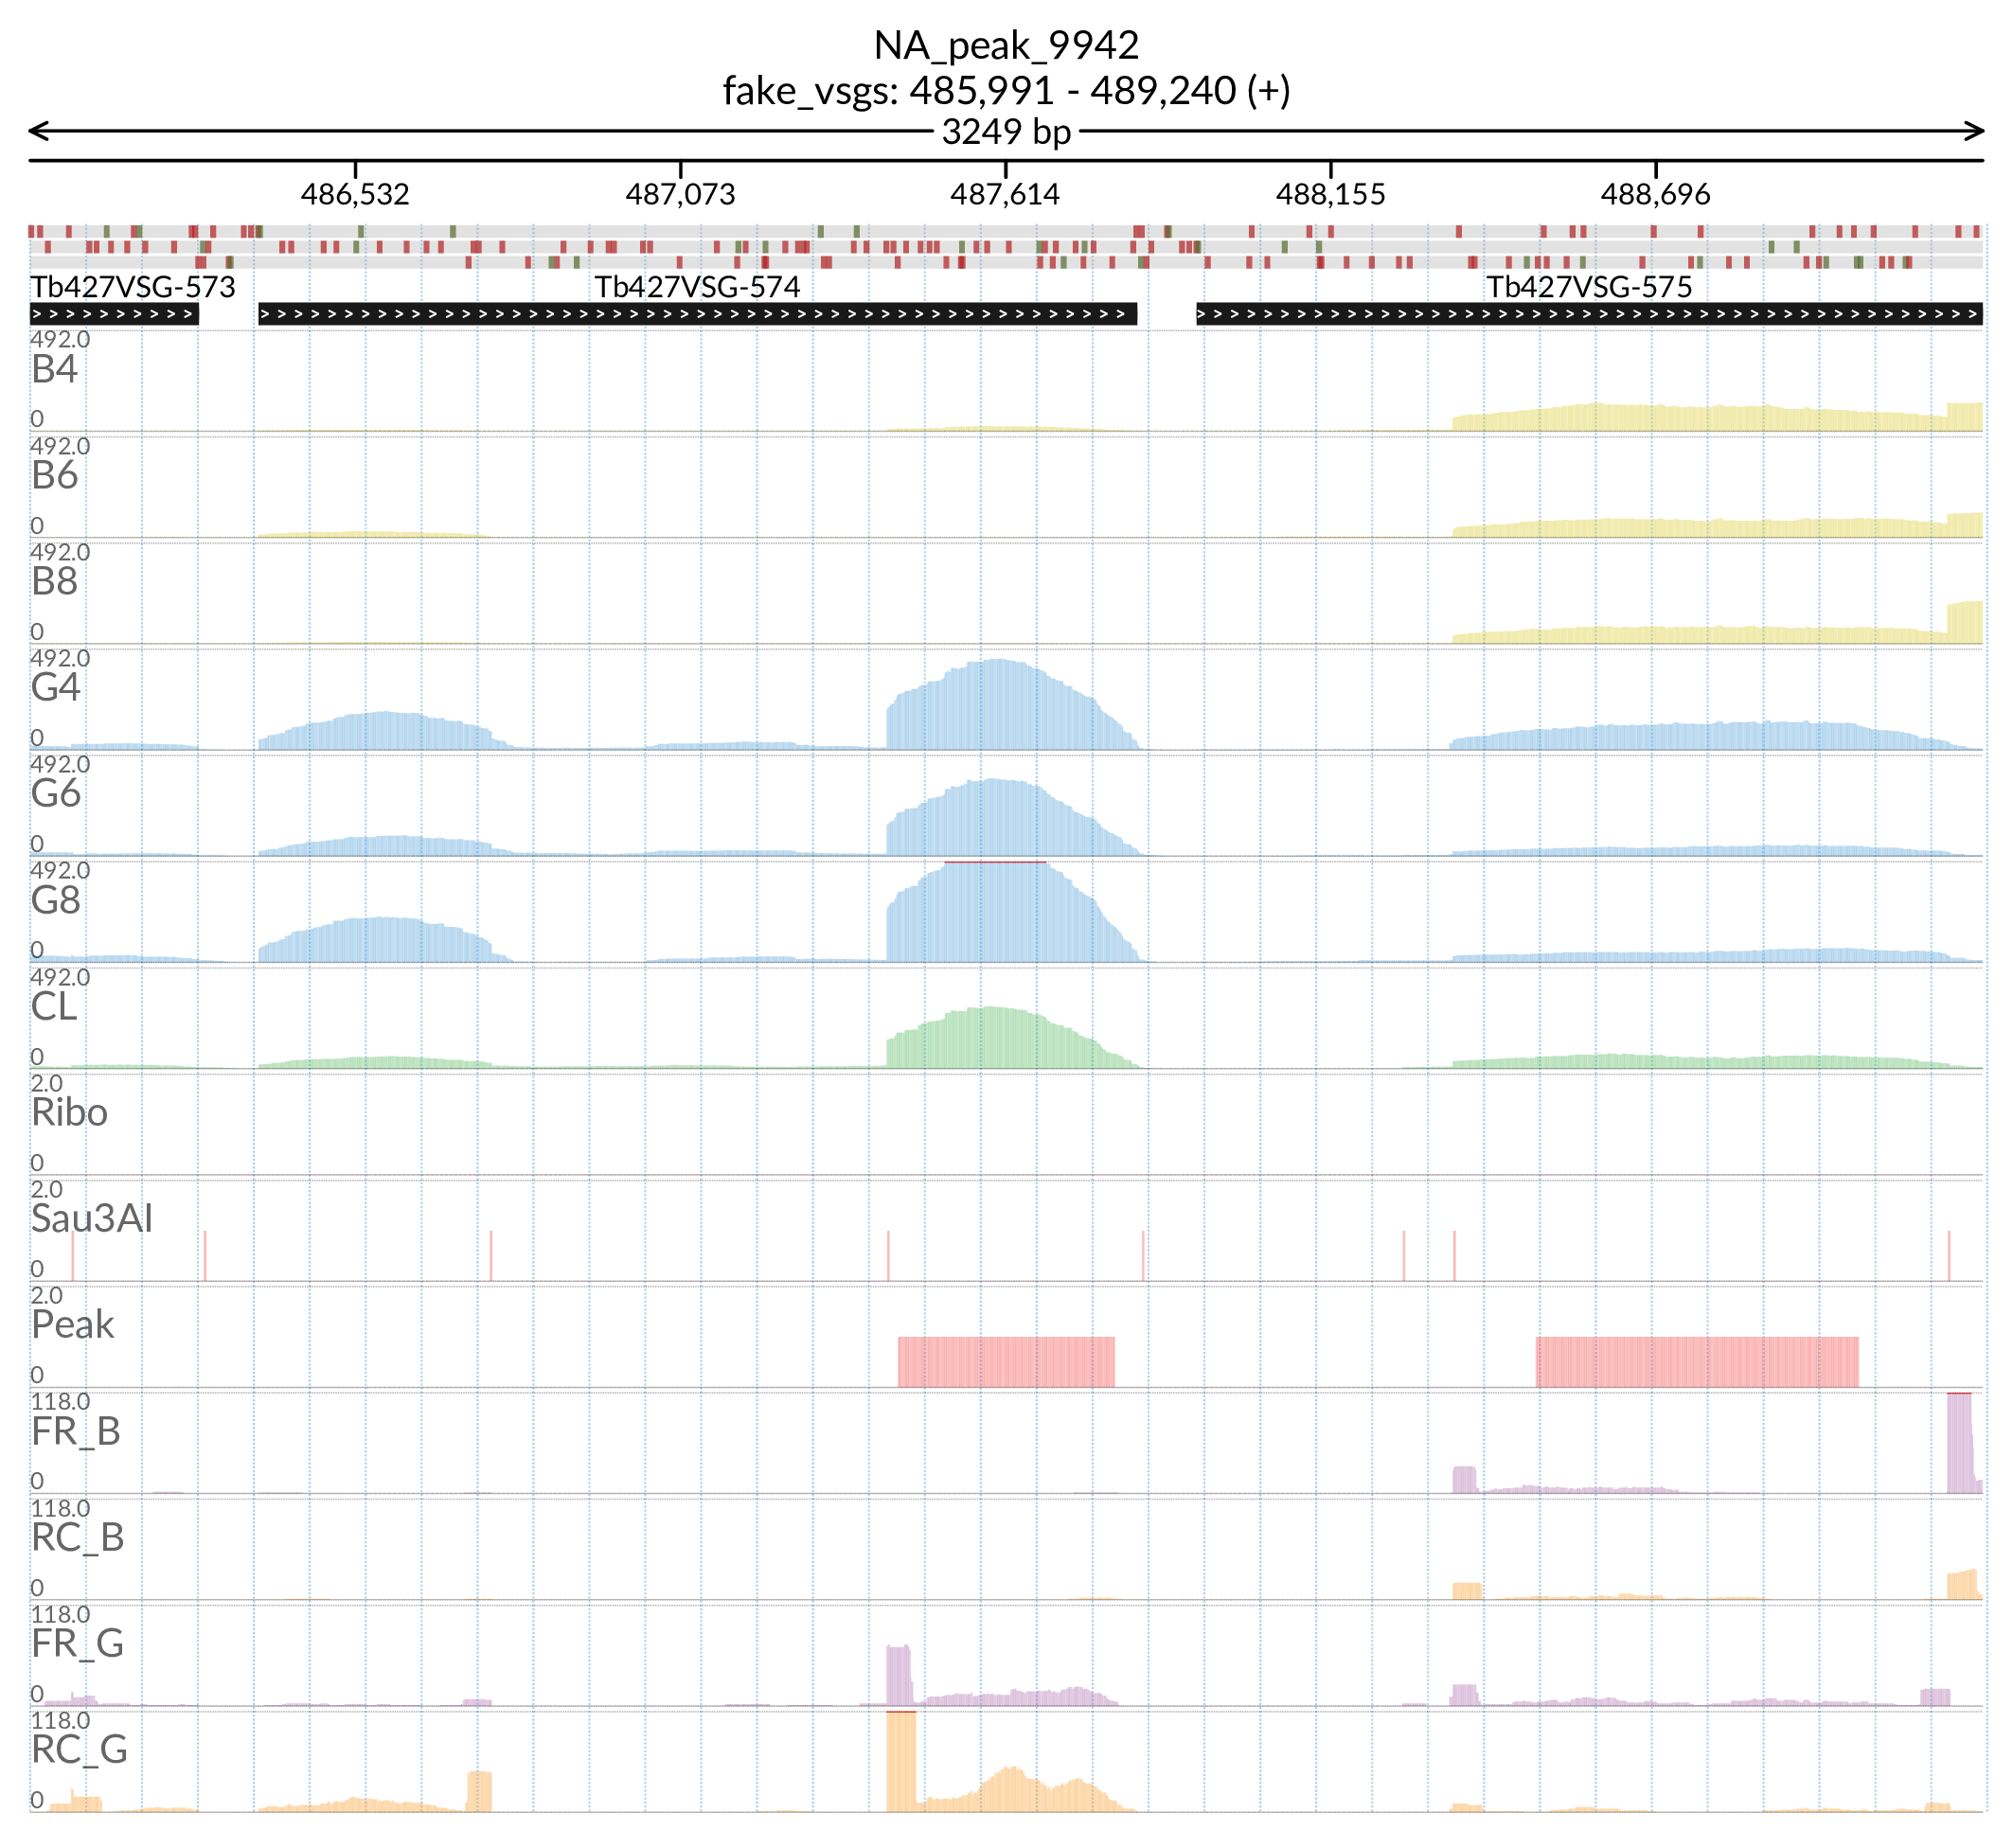 NA_peak_9942
fake_vsgs: 485,991 - 489,240 (+)
3249 bp
486,532 487,073 487,614 488,155 488,696
Tb427VSG-573 Tb427VSG-574 Tb427VSG-575
492.0
B4
0
492.0
B6
0
492.0
B8
0
492.0
G4
0
492.0
G6
0
492.0
G8
0
492.0
CL
0
2.0
Ribo
0
2.0
Sau3AI
0
2.0
Peak
0
118.0
FR_B
0
118.0
RC_B
0
118.0
FR_G
0
118.0
RC_G
0